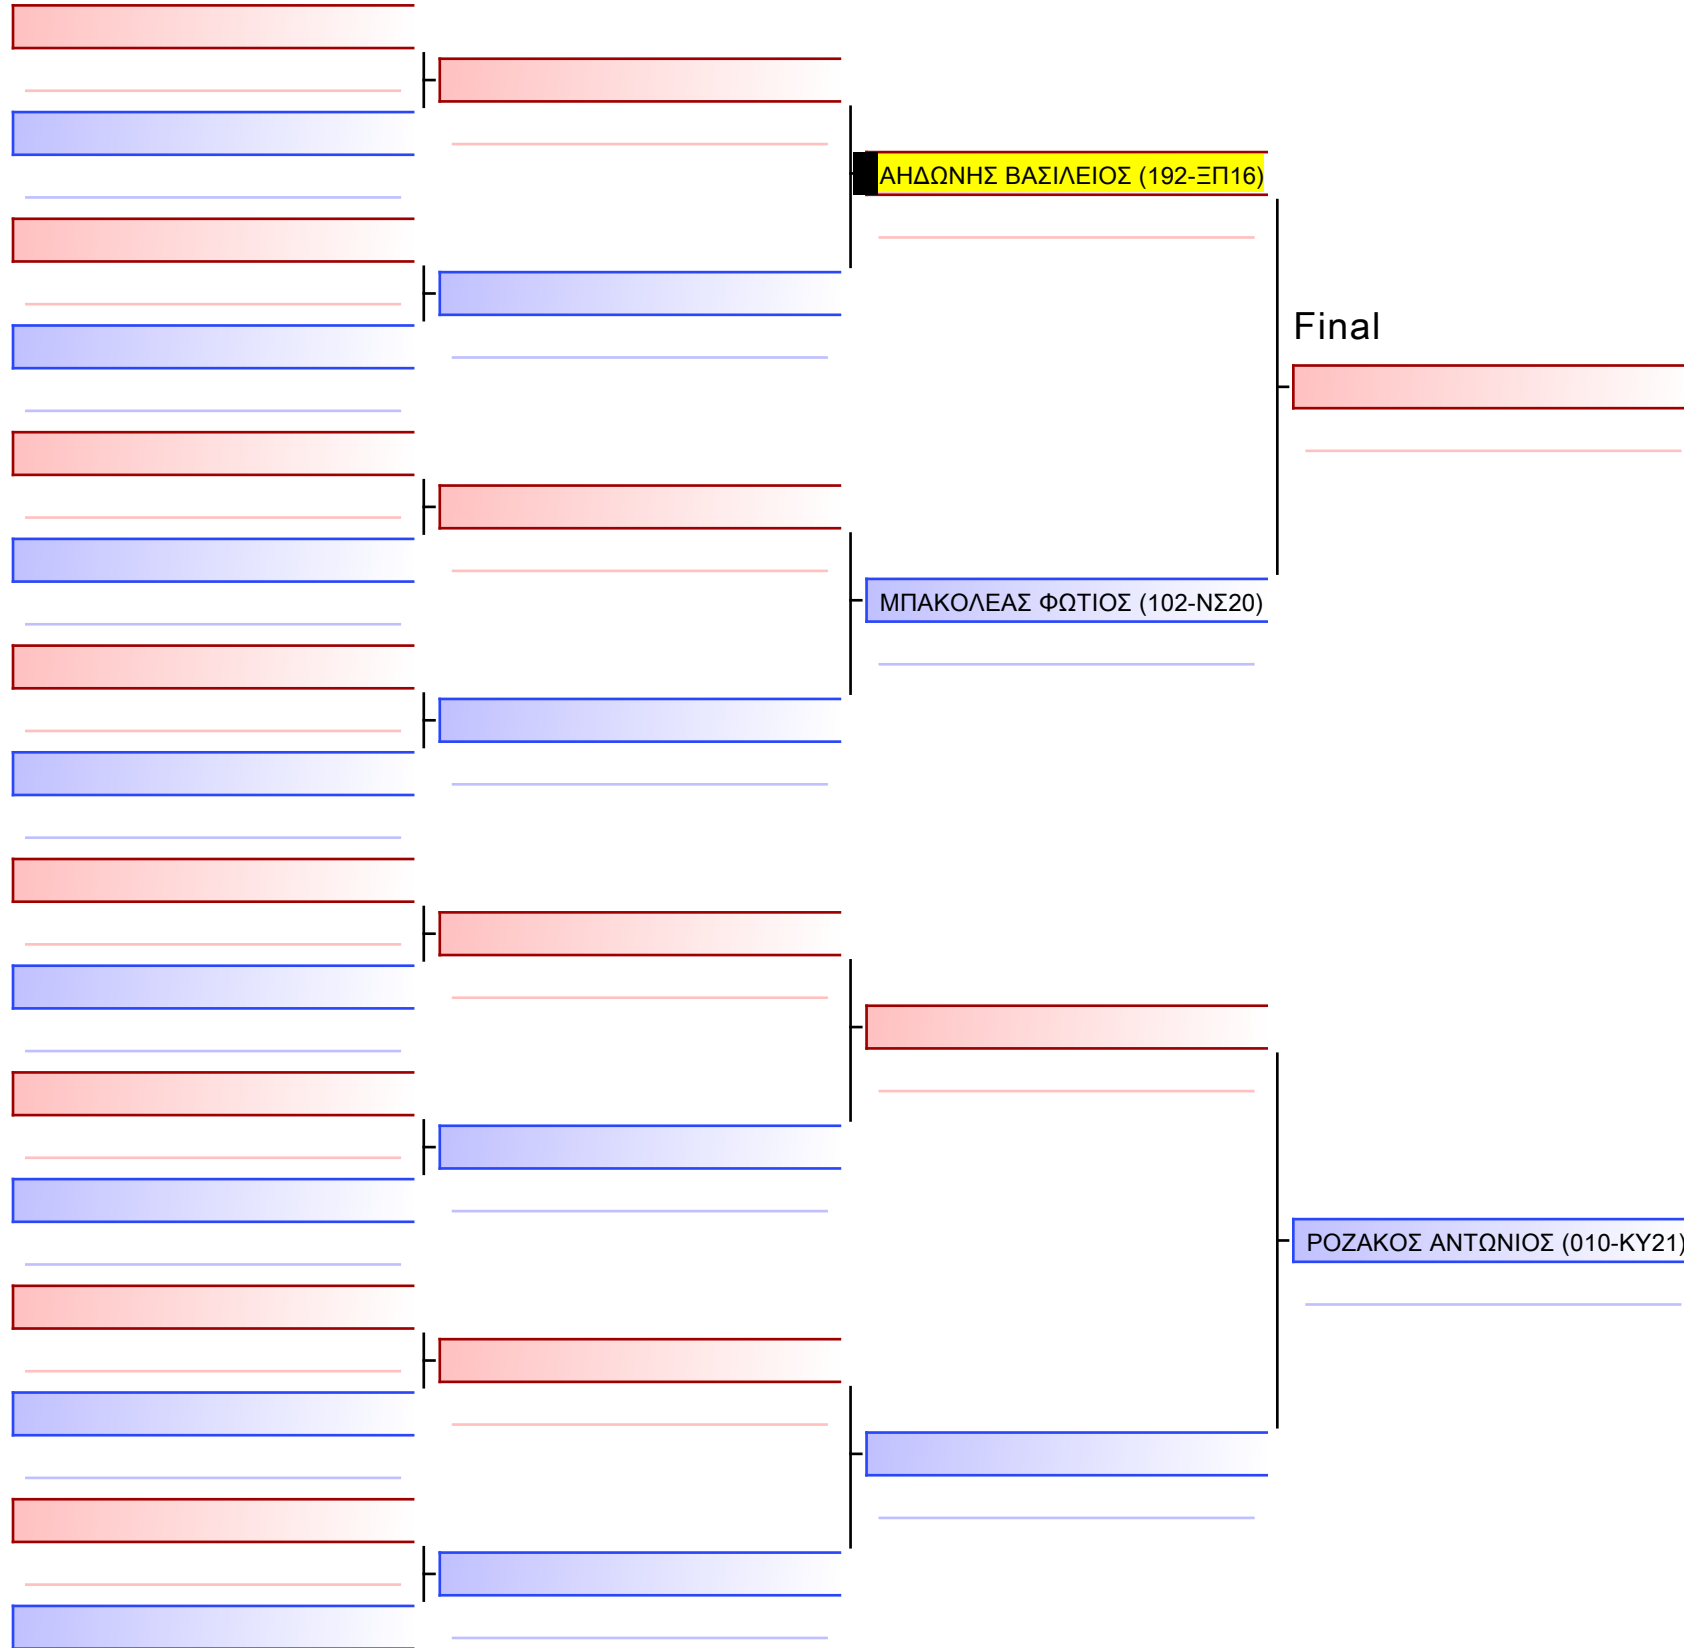 ΑΗΔΩΝΗΣ ΒΑΣΙΛΕΙΟΣ (192-ΞΠ16)
Final
ΜΠΑΚΟΛΕΑΣ ΦΩΤΙΟΣ (102-ΝΣ20)
ΡΟΖΑΚΟΣ ΑΝΤΩΝΙΟΣ (010-ΚΥ21)